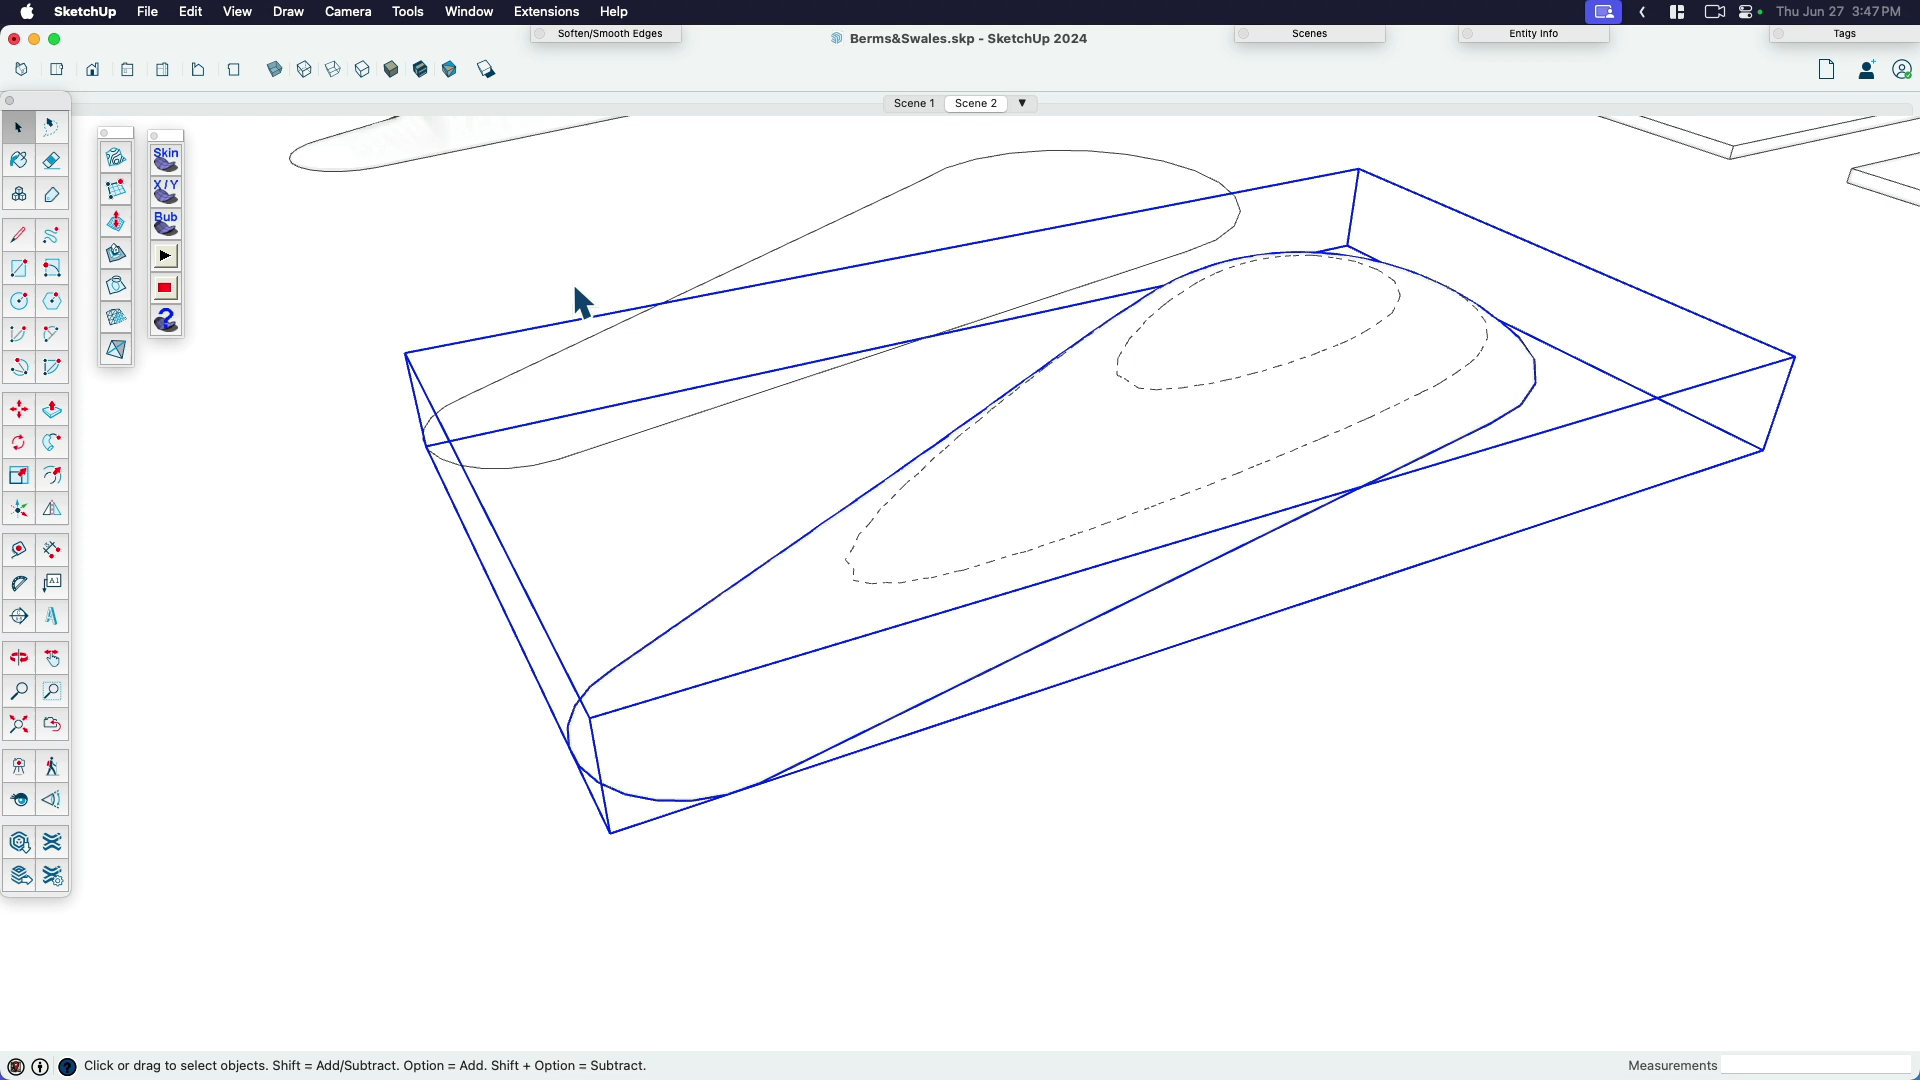 SketchUp File Edit View Draw Camera Tools Window Extensions Help Thu Jun 27 3:47 PM
Soften/Smooth Edges Berms&Swales.skp - SketchUp 2024 Scenes Entity Info Tags
Scene 1 Scene 2
Skin
X/Y
Bub
A1
Click or drag to select objects. Shift = Add/Subtract. Option = Add. Shift + Option = Subtract. Measurements